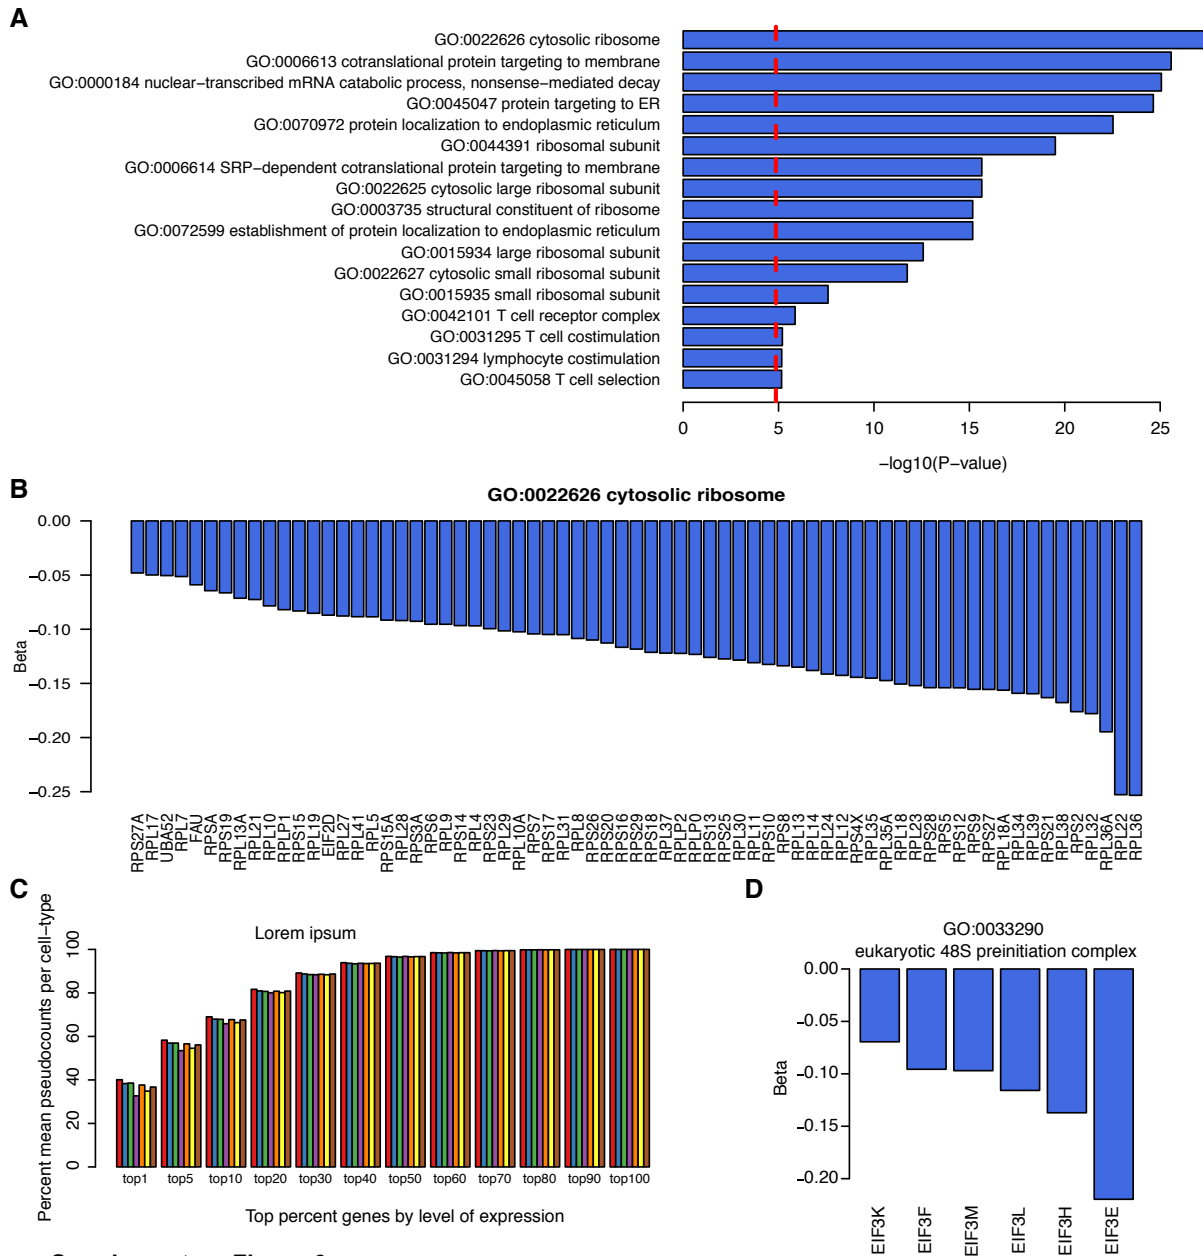 A
GO:0022626 cytosolic ribosome
GO:0006613 cotranslational protein targeting to membrane
GO:0000184 nuclear−transcribed mRNA catabolic process, nonsense−mediated decay
GO:0045047 protein targeting to ER
GO:0070972 protein localization to endoplasmic reticulum
GO:0044391 ribosomal subunit
GO:0006614 SRP−dependent cotranslational protein targeting to membrane
GO:0022625 cytosolic large ribosomal subunit
GO:0003735 structural constituent of ribosome
GO:0072599 establishment of protein localization to endoplasmic reticulum
GO:0015934 large ribosomal subunit
GO:0022627 cytosolic small ribosomal subunit
GO:0015935 small ribosomal subunit
GO:0042101 T cell receptor complex
GO:0031295 T cell costimulation
GO:0031294 lymphocyte costimulation
GO:0045058 T cell selection
0 5 10 15 20 25
−log10(P−value)
B
GO:0022626 cytosolic ribosome
Beta
0.00
−0.05
−0.10
−0.15
−0.20
−0.25
RPS27A
RPL17
UBA52
RPL7
FAU
RPSA
RPS19
RPL13A
RPL21
RPL10
RPLP1
RPS15
RPL19
EIF2D
RPL27
RPL41
RPL5
RPS15A
RPL28
RPS3A
RPS6
RPL9
RPS14
RPL4
RPS23
RPL29
RPL10A
RPS7
RPS17
RPL31
RPL8
RPS26
RPS20
RPS16
RPS29
RPS18
RPL37
RPLP2
RPLP0
RPS13
RPS25
RPL30
RPL11
RPS10
RPS8
RPL13
RPL14
RPL24
RPL12
RPS4X
RPL35
RPL35A
RPL18
RPL23
RPS28
RPS5
RPS12
RPS9
RPS27
RPL18A
RPL34
RPL39
RPS21
RPL38
RPS2
RPL32
RPL36A
RPL22
RPL36
C
Lorem ipsum
Percent mean pseudocounts per cell−type
100
80
60
40
20
0
top1 top5 top10 top20 top30 top40 top50 top60 top70 top80 top90 top100
Top percent genes by level of expression
D
GO:0033290
eukaryotic 48S preinitiation complex
Beta
0.00
−0.05
−0.10
−0.15
−0.20
EIF3K
EIF3F
EIF3M
EIF3L
EIF3H
EIF3E